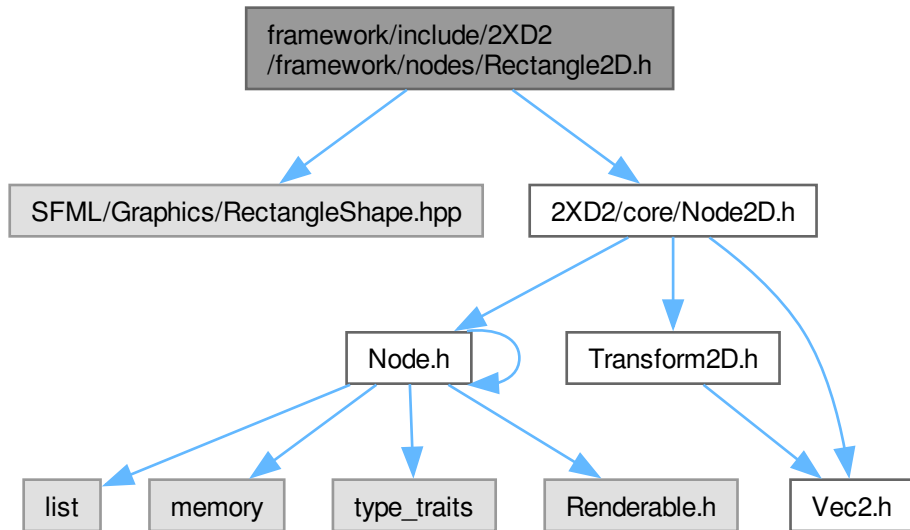 framework/include/2XD2
/framework/nodes/Rectangle2D.h
SFML/Graphics/RectangleShape.hpp
2XD2/core/Node2D.h
Node.h
Transform2D.h
list
memory
type_traits
Renderable.h
Vec2.h